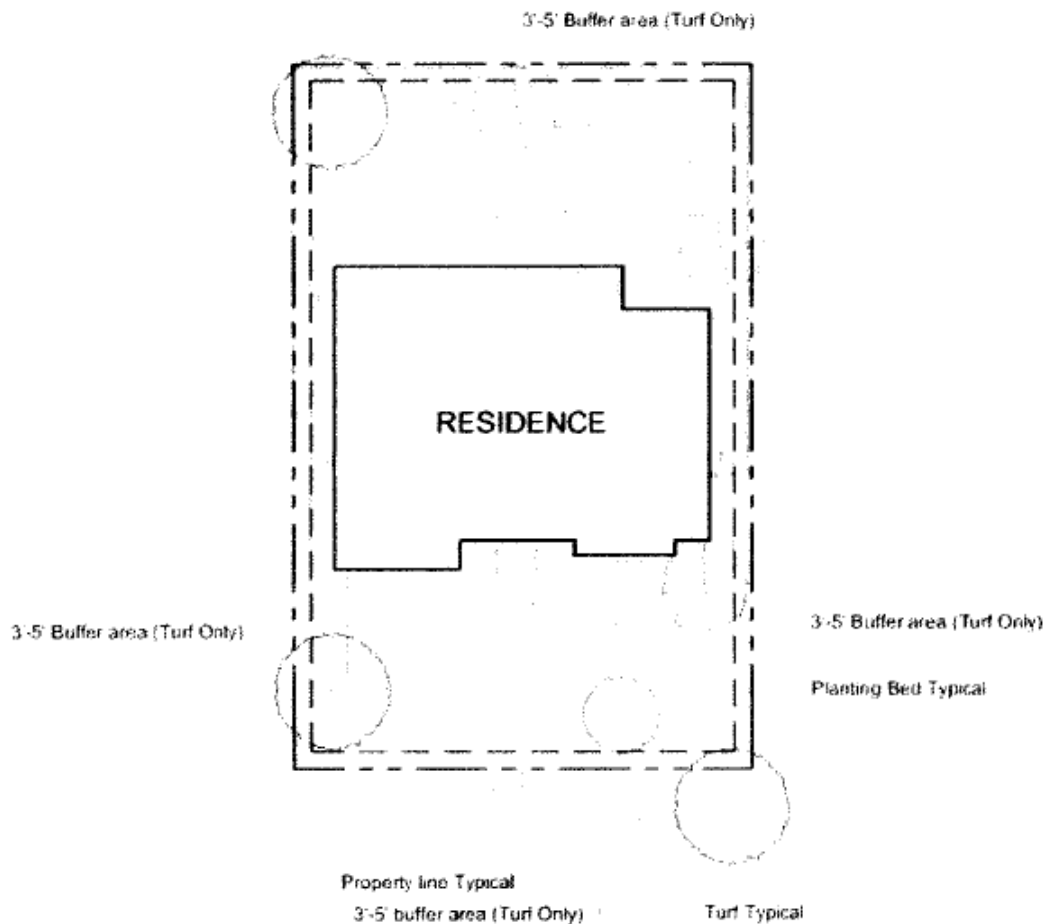 3'-5' Buffer area (Turf Only)
RESIDENCE
3'-5' Buffer area (Turf Only)
3'-5' Buffer area (Turf Only)
Planting Bed Typical
Property line Typical
3'-5' buffer area (Turf Only)
Turf Typical